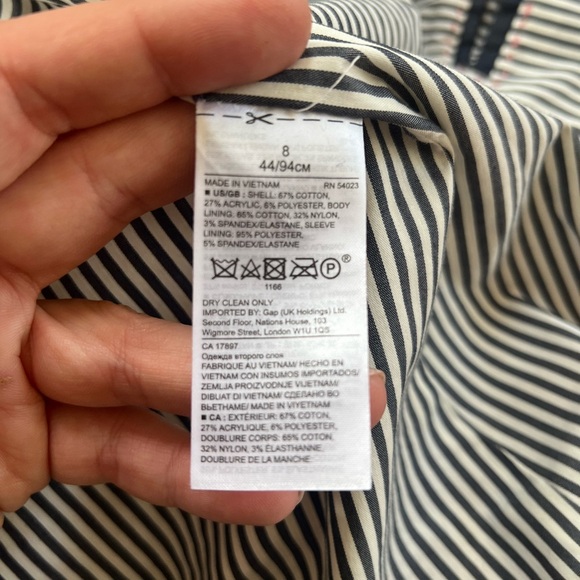 8
44/94CM
MADE IN VIETNAM RN 54023
■ US/GB : SHELL: 67% COTTON,
27% ACRYLIC, 6% POLYESTER, BODY
LINING: 65% COTTON, 32% NYLON,
3% SPANDEX/ELASTANE, SLEEVE
LINING: 95% POLYESTER,
5% SPANDEX/ELASTANE
P ®
1166
DRY CLEAN ONLY
IMPORTED BY: Gap (UK Holdings) Ltd.
Second Floor, Nations House, 103
Wigmore Street, London W1U 1QS
CA 17897
Одежда второго слоя
FABRIQUE AU VIETNAM/ HECHO EN
VIETNAM CON INSUMOS IMPORTADOS/
ZEMLJA PROIZVODNJE VIJETNAM/
DIBUAT DI VIETNAM/ СДЕЛАНО ВО
ВЬЕТНАМЕ/ MADE IN VIYETNAM
■ CA : EXTÉRIEUR: 67% COTON,
27% ACRYLIQUE, 6% POLYESTER,
DOUBLURE CORPS: 65% COTON,
32% NYLON, 3% ÉLASTHANNE,
DOUBLURE DE LA MANCHE: